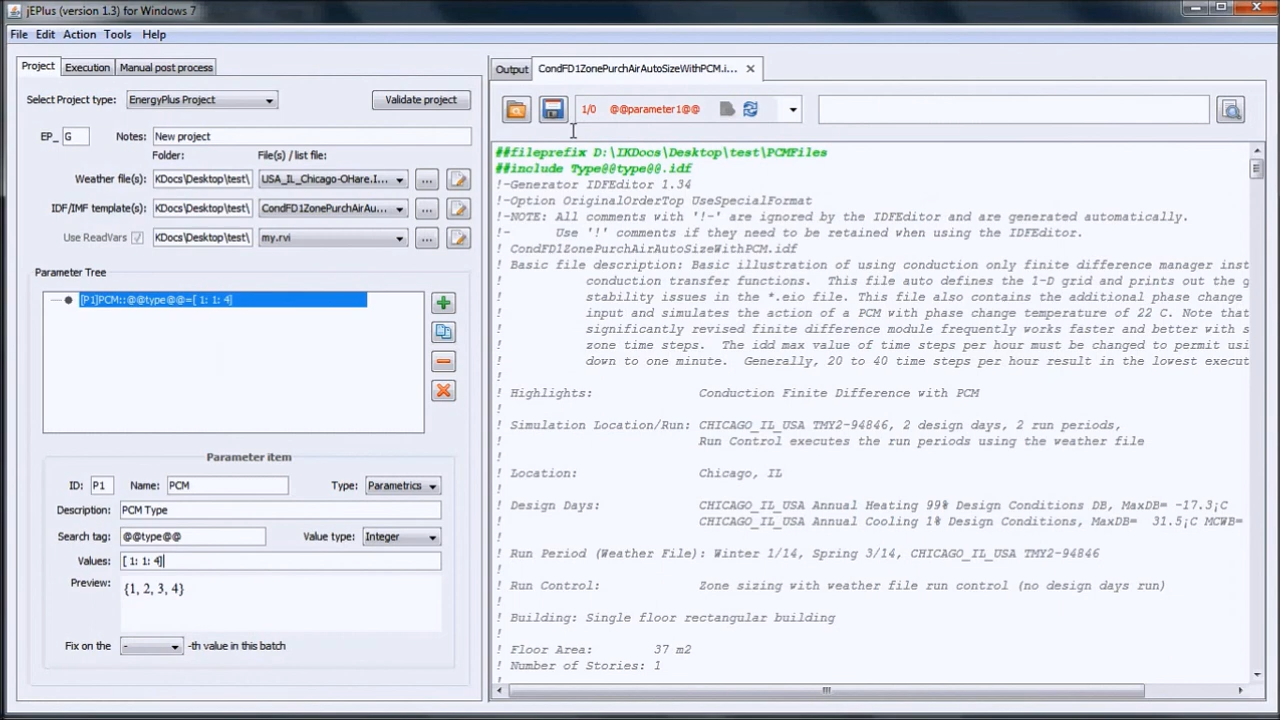 jEPlus (version 1.3) for Windows 7
File Edit Action Tools Help
Project Execution Manual post process
Select Project type: EnergyPlus Project Validate project
EP_ G Notes: New project
Folder: File(s) / list file:
Weather file(s): KDocs\Desktop\test\ USA_IL_Chicago-OHare.I... ...
IDF/IMF template(s): KDocs\Desktop\test\ CondFD1ZonePurchAirAu... ...
Use ReadVars KDocs\Desktop\test\ my.rvi ...
Parameter Tree
[P1]PCM::@@type@@=[ 1: 1: 4]
Parameter item
ID: P1 Name: PCM Type: Parametrics
Description: PCM Type
Search tag: @@type@@ Value type: Integer
Values: [ 1: 1: 4]
Preview: {1, 2, 3, 4}
Fix on the - -th value in this batch
Output CondFD1ZonePurchAirAutoSizeWithPCM.i...
1/0 @@parameter1@@
##fileprefix D:\IKDocs\Desktop\test\PCMFiles
##include Type@@type@@.idf
!-Generator IDFEditor 1.34
!-Option OriginalOrderTop UseSpecialFormat
!-NOTE: All comments with '!-' are ignored by the IDFEditor and are generated automatically.
!- Use '!' comments if they need to be retained when using the IDFEditor.
! CondFD1ZonePurchAirAutoSizeWithPCM.idf
! Basic file description: Basic illustration of using conduction only finite difference manager inst
! conduction transfer functions. This file auto defines the 1-D grid and prints out the g
! stability issues in the *.eio file. This file also contains the additional phase change
! input and simulates the action of a PCM with phase change temperature of 22 C. Note that
! significantly revised finite difference module frequently works faster and better with s
! zone time steps. The idd max value of time steps per hour must be changed to permit usi
! down to one minute. Generally, 20 to 40 time steps per hour result in the lowest execut
!
! Highlights: Conduction Finite Difference with PCM
!
! Simulation Location/Run: CHICAGO_IL_USA TMY2-94846, 2 design days, 2 run periods,
! Run Control executes the run periods using the weather file
!
! Location: Chicago, IL
!
! Design Days: CHICAGO_IL_USA Annual Heating 99% Design Conditions DB, MaxDB= -17.3¡C
! CHICAGO_IL_USA Annual Cooling 1% Design Conditions, MaxDB= 31.5¡C MCWB=
!
! Run Period (Weather File): Winter 1/14, Spring 3/14, CHICAGO_IL_USA TMY2-94846
!
! Run Control: Zone sizing with weather file run control (no design days run)
!
! Building: Single floor rectangular building
!
! Floor Area: 37 m2
! Number of Stories: 1